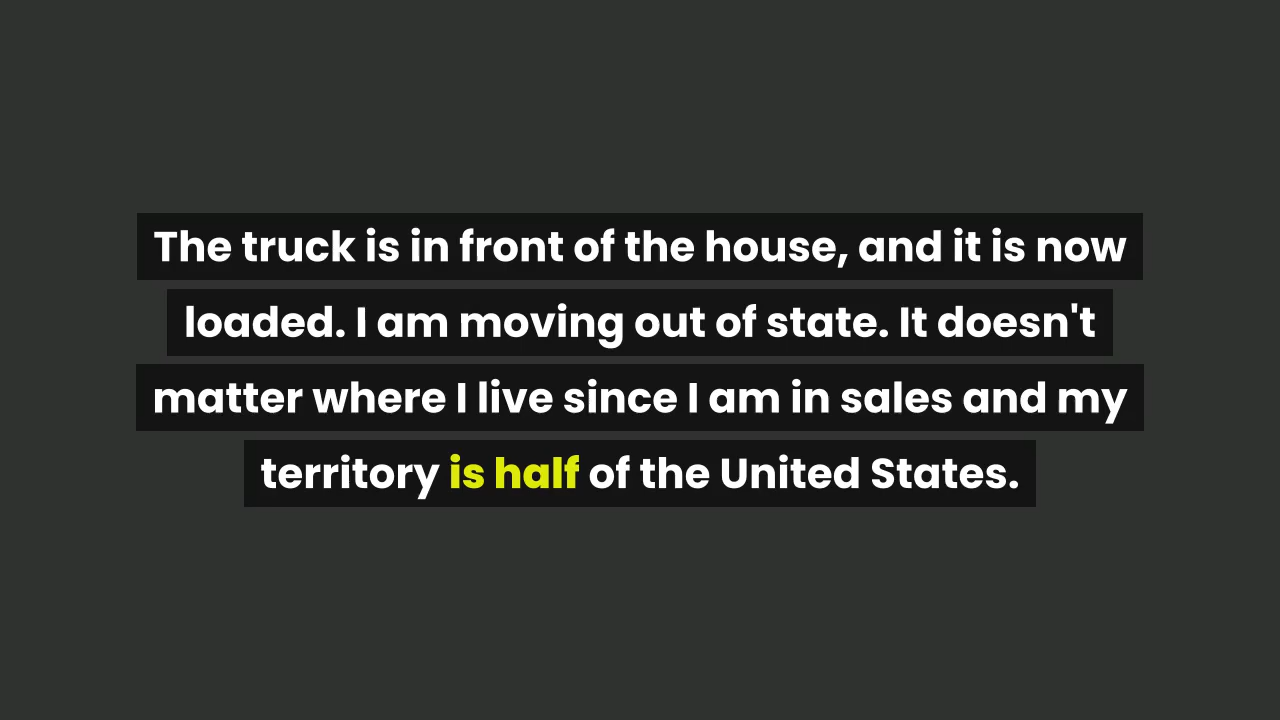 The truck is in front of the house, and it is now
loaded. I am moving out of state. It doesn't
matter where I live since I am in sales and my
territory is half of the United States.